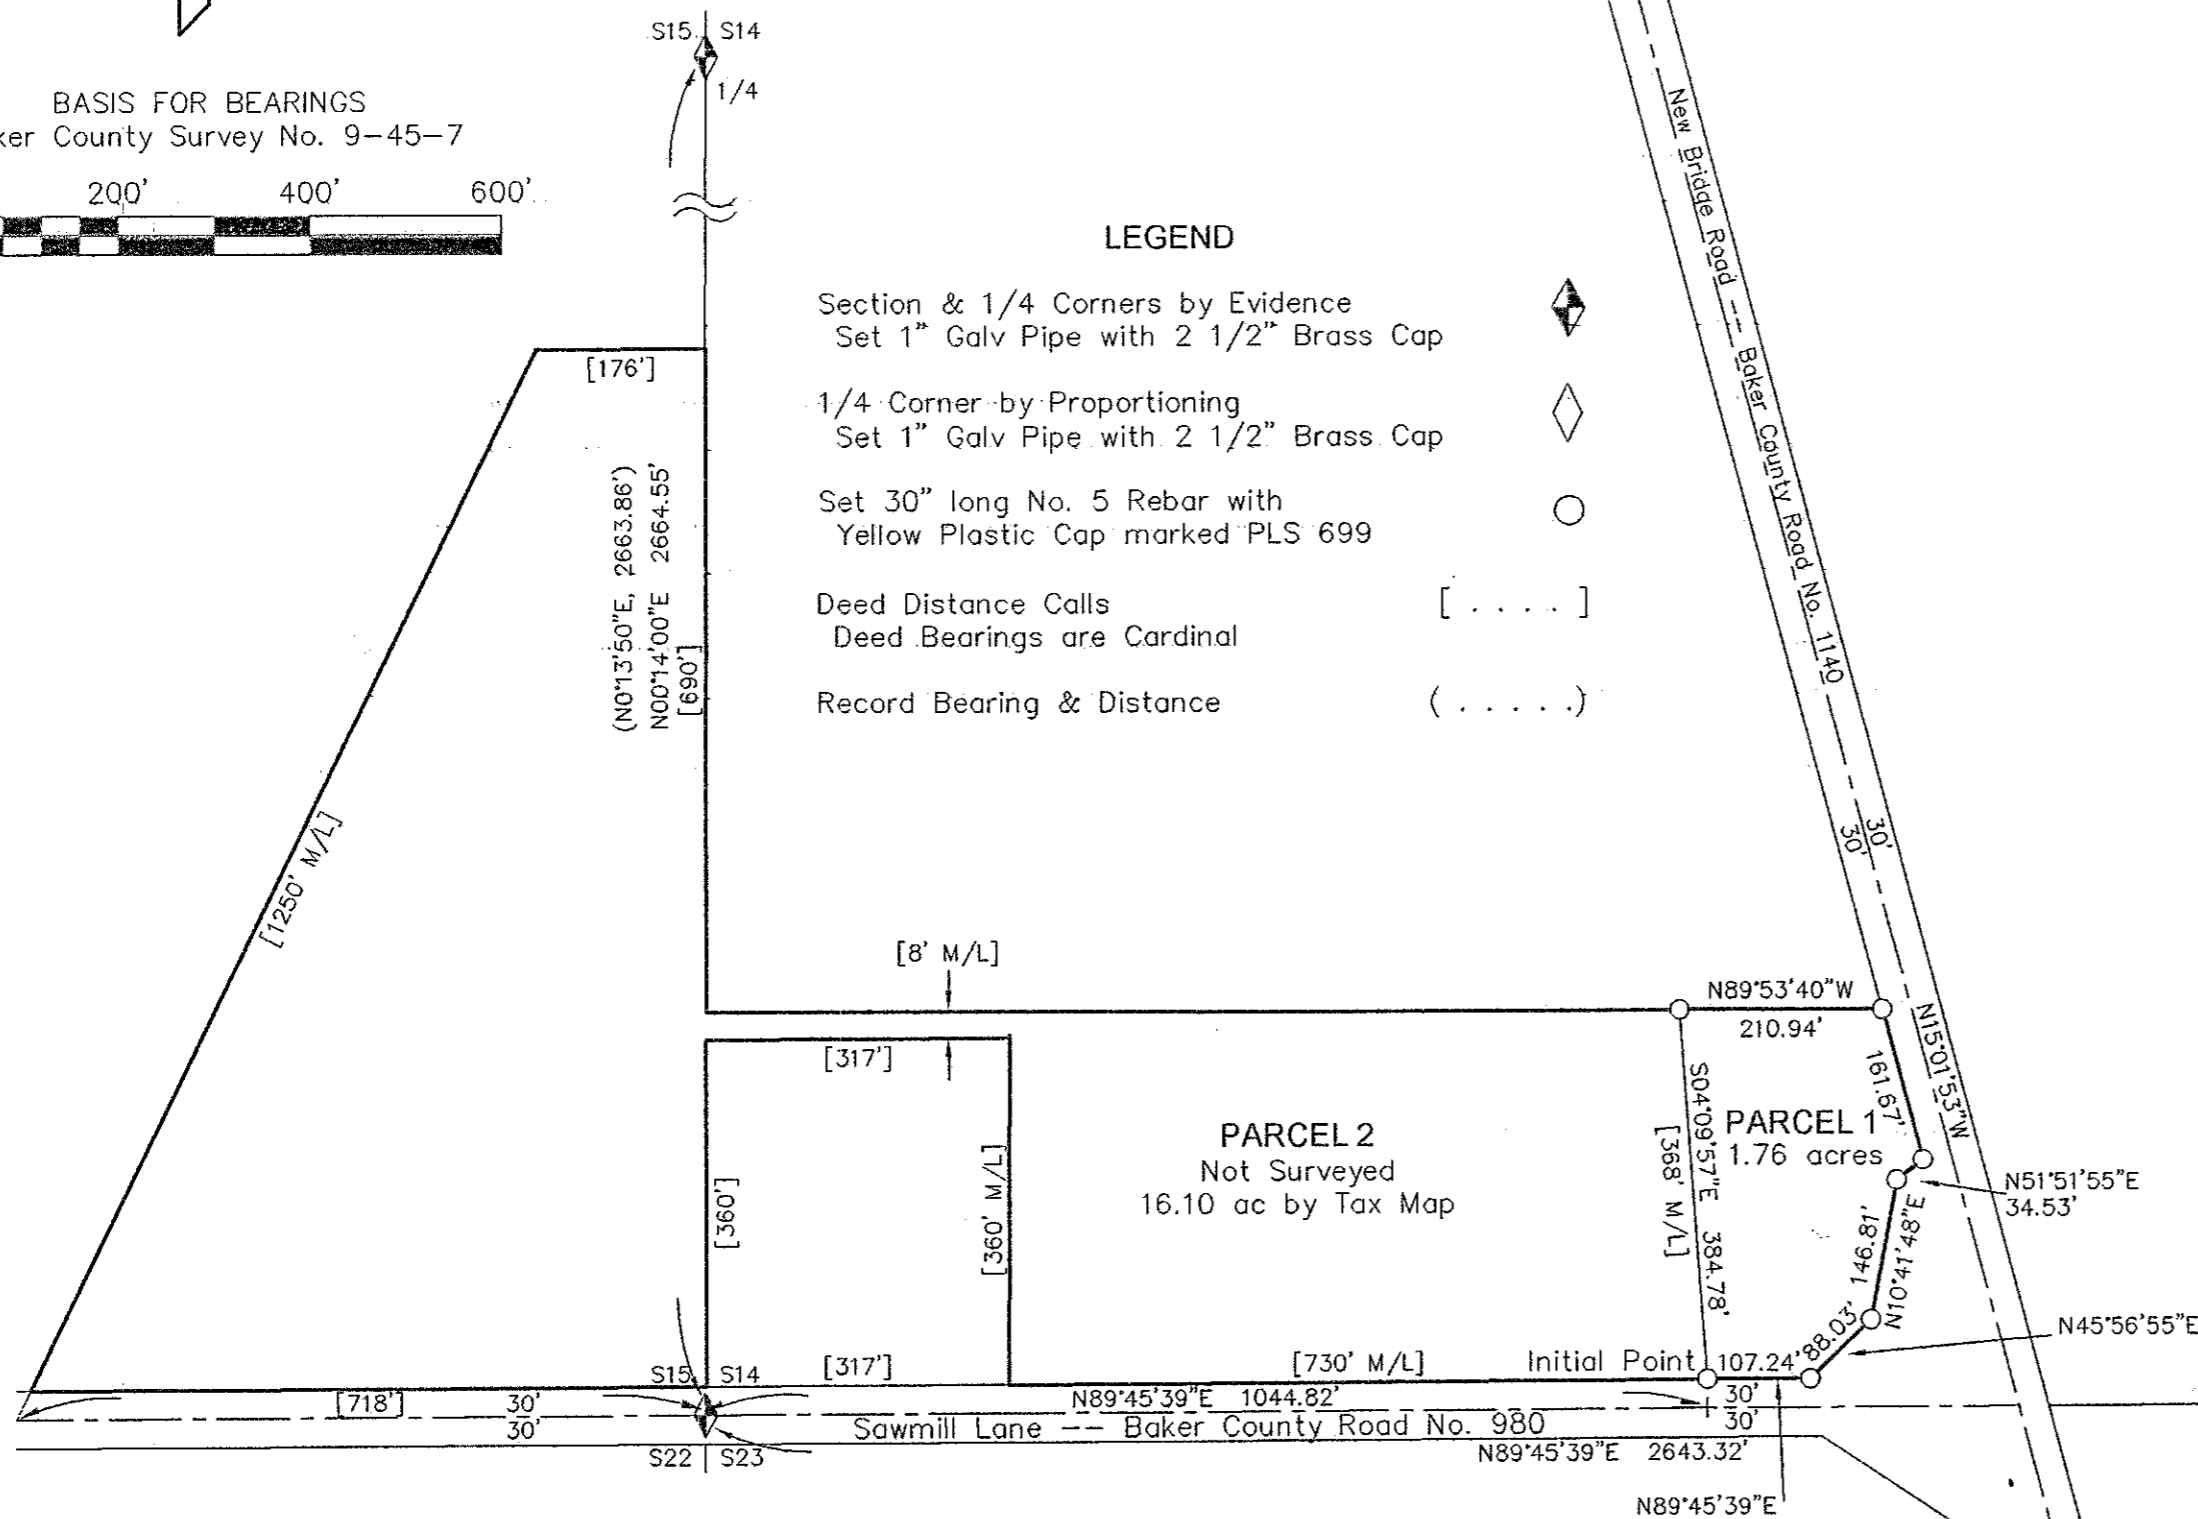 S15 S14
1/4
BASIS FOR BEARINGS
ker County Survey No. 9-45-7
200' 400' 600'
LEGEND
Section & 1/4 Corners by Evidence
Set 1" Galv Pipe with 2 1/2" Brass Cap
1/4 Corner by Proportioning
Set 1" Galv Pipe with 2 1/2" Brass Cap
Set 30" long No. 5 Rebar with
Yellow Plastic Cap marked PLS 699
Deed Distance Calls [ . . . . ]
Deed Bearings are Cardinal
Record Bearing & Distance ( . . . . .)
New Bridge Road -- Baker County Road No. 1140
30'
30'
[176']
(N0°13'50"E, 2663.86')
N00°14'00"E 2664.55'
[690']
[1250' M/L]
[8' M/L]
[317']
N89°53'40"W
210.94'
N15°01'53"W
161.67'
S04°09'57"E 384.78'
[368' M/L]
PARCEL 1
1.76 acres
PARCEL 2
Not Surveyed
16.10 ac by Tax Map
[360']
[360' M/L]
N51°51'55"E
34.53'
146.81'
N10°41'48"E
88.03'
N45°56'55"E
S15 S14
[317']
[730' M/L]
Initial Point
107.24'
[718']
30'
30'
N89°45'39"E 1044.82'
30'
30'
Sawmill Lane -- Baker County Road No. 980
S22 S23
N89°45'39"E 2643.32'
N89°45'39"E